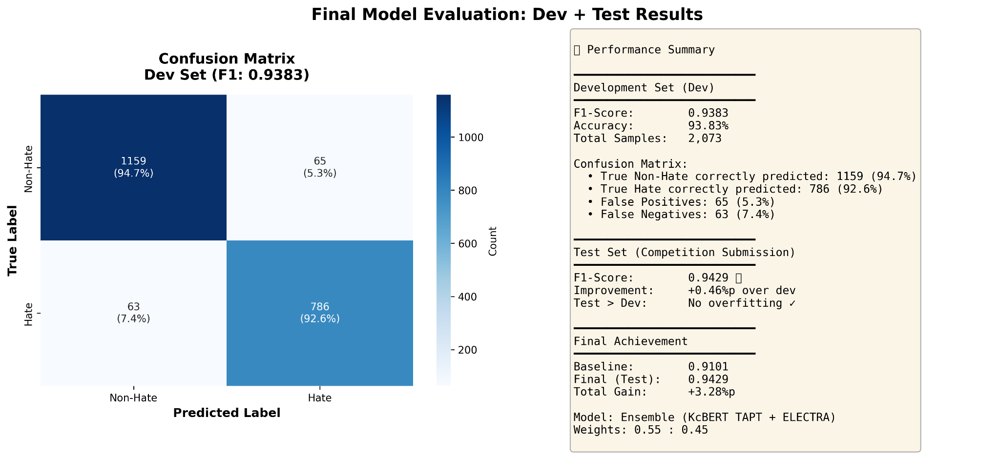 Final Model Evaluation: Dev + Test Results
Confusion Matrix
Dev Set (F1: 0.9383)
True Label
Non-Hate
Hate
1159
(94.7%)
65
(5.3%)
63
(7.4%)
786
(92.6%)
Non-Hate
Hate
Predicted Label
1000
800
600
400
200
Count
Performance Summary
Development Set (Dev)
F1-Score: 0.9383
Accuracy: 93.83%
Total Samples: 2,073
Confusion Matrix:
• True Non-Hate correctly predicted: 1159 (94.7%)
• True Hate correctly predicted: 786 (92.6%)
• False Positives: 65 (5.3%)
• False Negatives: 63 (7.4%)
Test Set (Competition Submission)
F1-Score: 0.9429
Improvement: +0.46%p over dev
Test > Dev: No overfitting ✓
Final Achievement
Baseline: 0.9101
Final (Test): 0.9429
Total Gain: +3.28%p
Model: Ensemble (KcBERT TAPT + ELECTRA)
Weights: 0.55 : 0.45